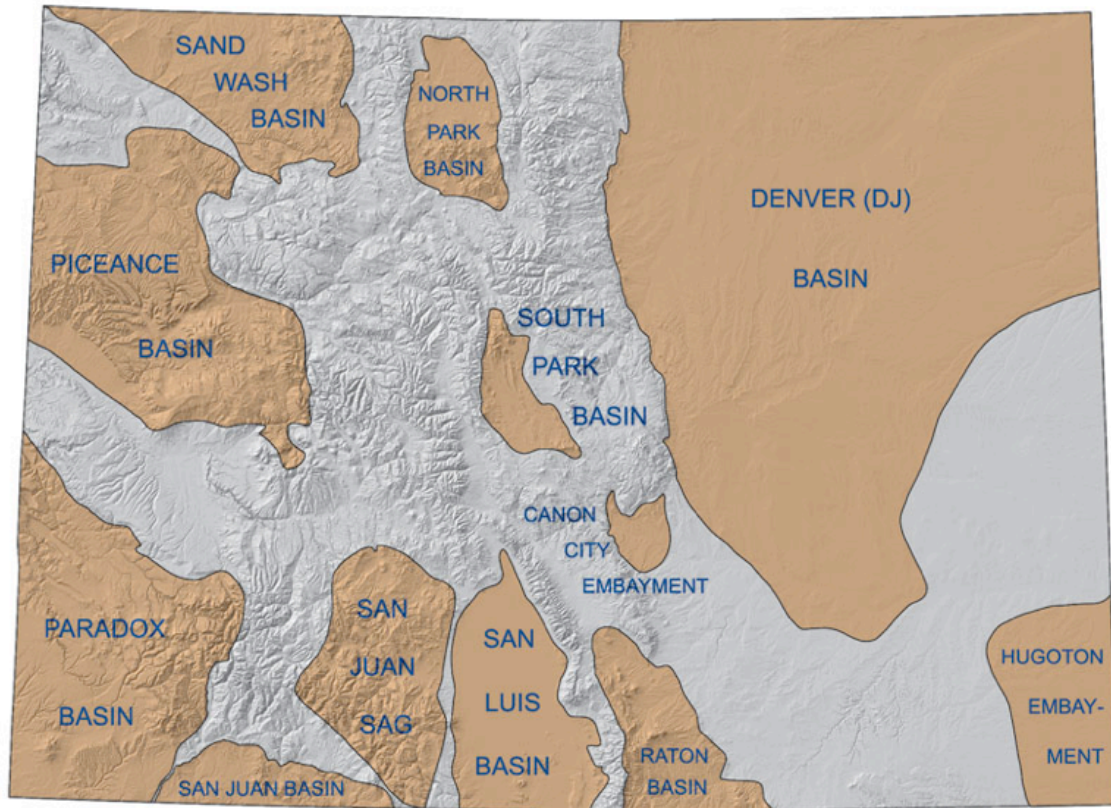 SAND
WASH
BASIN
NORTH
PARK
BASIN
DENVER (DJ)
BASIN
PICEANCE
BASIN
SOUTH
PARK
BASIN
CANON
CITY
EMBAYMENT
PARADOX
BASIN
SAN
JUAN
SAG
SAN
LUIS
BASIN
HUGOTON
EMBAY-
MENT
RATON
BASIN
SAN JUAN BASIN